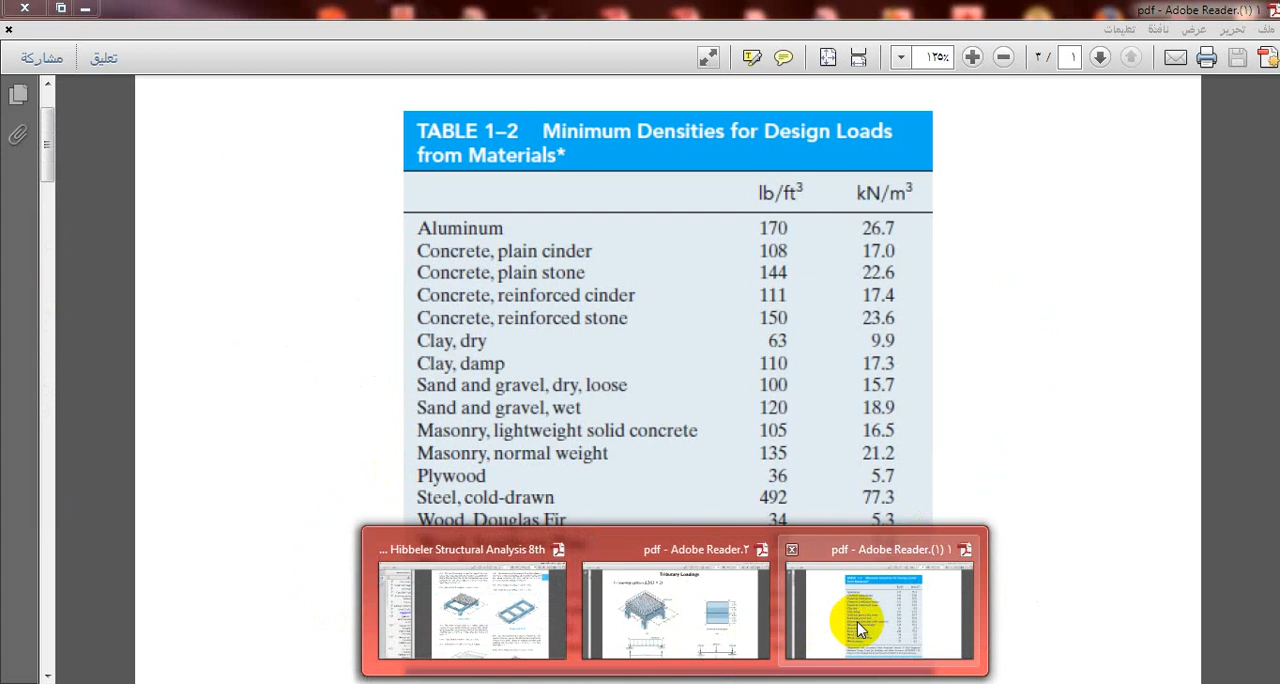 ١ (١).pdf - Adobe Reader
ملف تحرير عرض نافذة تعليمات
مشاركة تعليق ١٢٥٪ ١ / ٣
TABLE 1–2 Minimum Densities for Design Loads
from Materials*
lb/ft³ kN/m³
Aluminum 170 26.7
Concrete, plain cinder 108 17.0
Concrete, plain stone 144 22.6
Concrete, reinforced cinder 111 17.4
Concrete, reinforced stone 150 23.6
Clay, dry 63 9.9
Clay, damp 110 17.3
Sand and gravel, dry, loose 100 15.7
Sand and gravel, wet 120 18.9
Masonry, lightweight solid concrete 105 16.5
Masonry, normal weight 135 21.2
Plywood 36 5.7
Steel, cold-drawn 492 77.3
Wood, Douglas Fir 34 5.3
... Hibbeler Structural Analysis 8th
٢.pdf - Adobe Reader
١ (١).pdf - Adobe Reader
Tributary Loadings